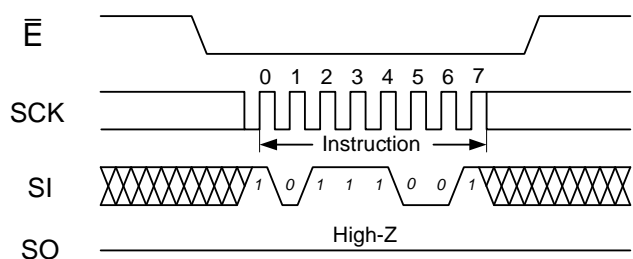 Ē
0 1 2 3 4 5 6 7
SCK
Instruction
SI 1 0 1 1 1 0 0 1
High-Z
SO